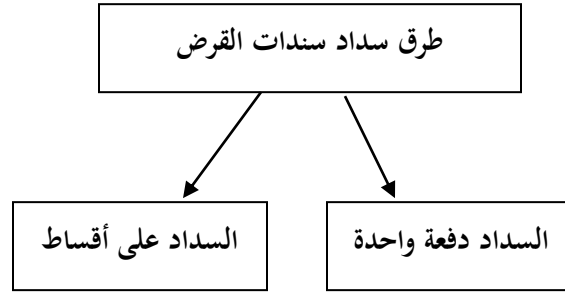 طرق سداد سندات القرض
السداد دفعة واحدة
السداد على أقساط